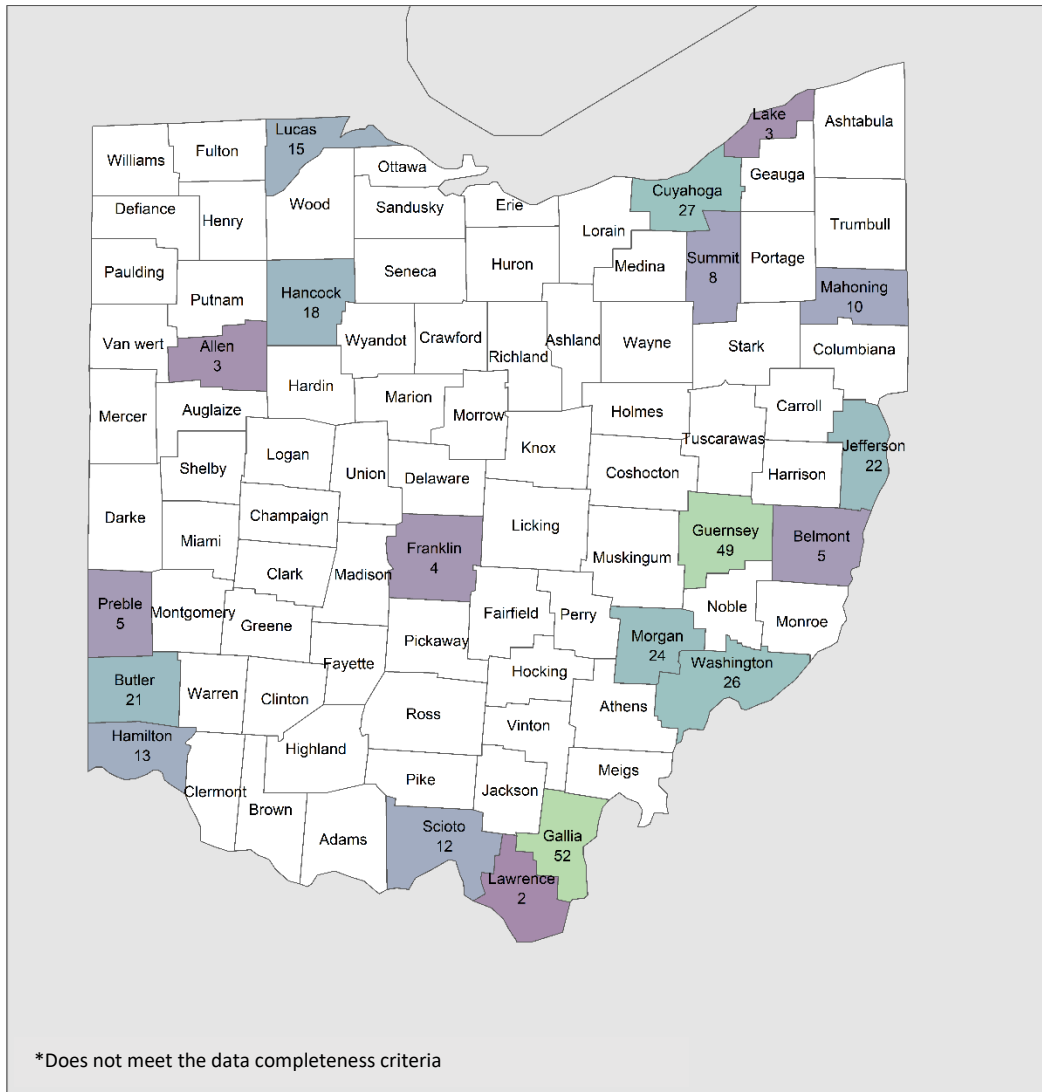 Lake
3
Ashtabula
Lucas
15
Williams
Fulton
Ottawa
Geauga
Cuyahoga
27
Defiance
Henry
Wood
Sandusky
Erie
Lorain
Trumbull
Paulding
Seneca
Huron
Medina
Summit
8
Portage
Mahoning
10
Putnam
Hancock
18
Van wert
Allen
3
Wyandot
Crawford
Richland
Ashland
Wayne
Stark
Columbiana
Hardin
Marion
Morrow
Holmes
Carroll
Mercer
Auglaize
Tuscarawas
Jefferson
22
Knox
Logan
Shelby
Union
Delaware
Coshocton
Harrison
Darke
Champaign
Licking
Guernsey
49
Belmont
5
Miami
Franklin
4
Muskingum
Clark
Madison
Preble
5
Montgomery
Greene
Fairfield
Perry
Noble
Monroe
Pickaway
Morgan
24
Washington
26
Fayette
Hocking
Butler
21
Warren
Clinton
Ross
Athens
Vinton
Hamilton
13
Highland
Meigs
Pike
Jackson
Clermont
Brown
Adams
Scioto
12
Gallia
52
Lawrence
2
*Does not meet the data completeness criteria